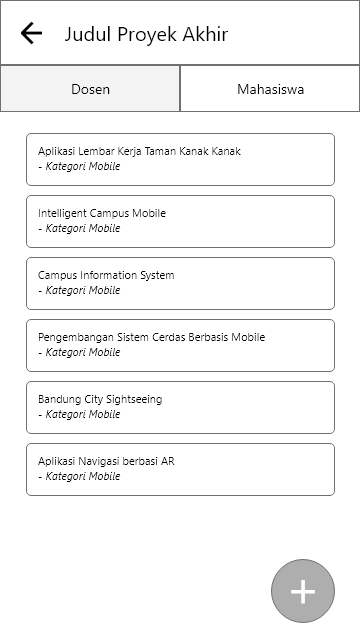 Judul Proyek Akhir
Dosen
Mahasiswa
Aplikasi Lembar Kerja Taman Kanak Kanak
- Kategori Mobile
Intelligent Campus Mobile
- Kategori Mobile
Campus Information System
- Kategori Mobile
Pengembangan Sistem Cerdas Berbasis Mobile
- Kategori Mobile
Bandung City Sightseeing
- Kategori Mobile
Aplikasi Navigasi berbasi AR
- Kategori Mobile